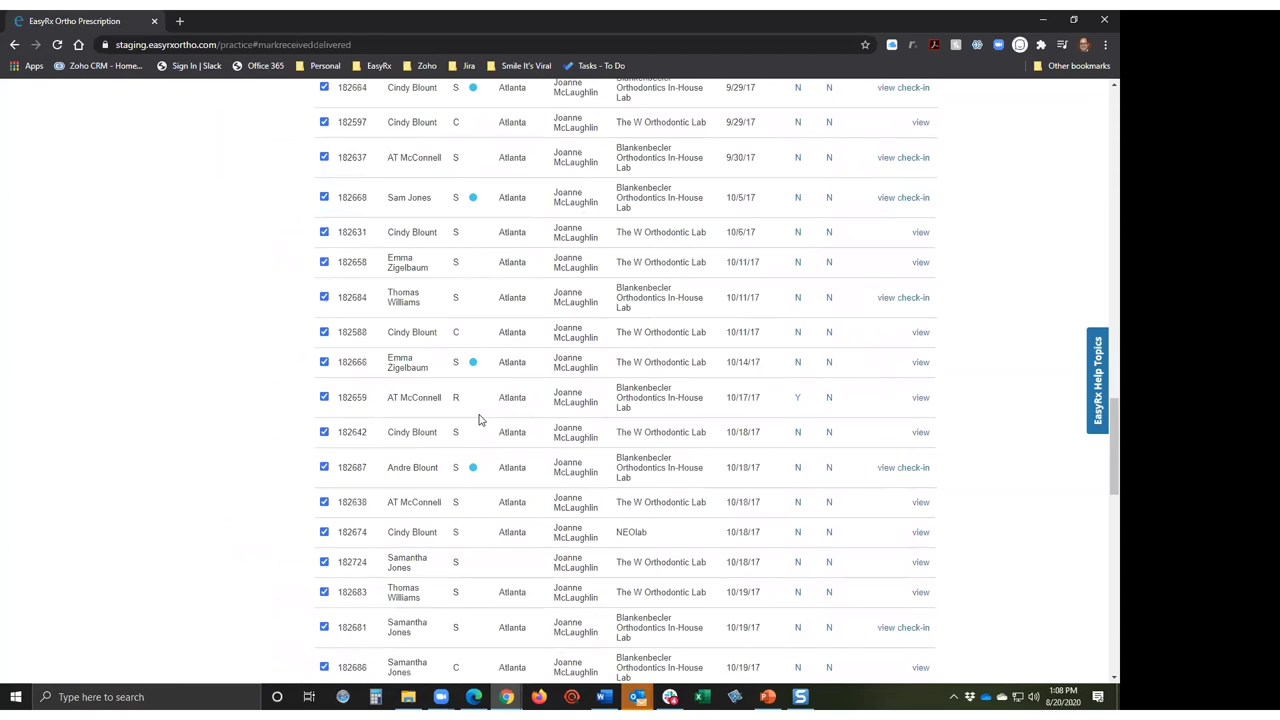 EasyRx Ortho Prescription
staging.easyrxortho.com/practice#markreceiveddelivered
Apps Zoho CRM - Home... Sign In | Slack Office 365 Personal EasyRx Zoho Jira Smile It's Viral Tasks - To Do Other bookmarks
182664 Cindy Blount S Atlanta Joanne McLaughlin Blankenbecler Orthodontics In-House Lab 9/29/17 N N view check-in
182597 Cindy Blount C Atlanta Joanne McLaughlin The W Orthodontic Lab 9/29/17 N N view
182637 AT McConnell S Atlanta Joanne McLaughlin Blankenbecler Orthodontics In-House Lab 9/30/17 N N view check-in
182668 Sam Jones S Atlanta Joanne McLaughlin Blankenbecler Orthodontics In-House Lab 10/5/17 N N view check-in
182631 Cindy Blount S Atlanta Joanne McLaughlin The W Orthodontic Lab 10/6/17 N N view
182658 Emma Zigelbaum S Atlanta Joanne McLaughlin The W Orthodontic Lab 10/11/17 N N view
182684 Thomas Williams S Atlanta Joanne McLaughlin Blankenbecler Orthodontics In-House Lab 10/11/17 N N view check-in
182588 Cindy Blount C Atlanta Joanne McLaughlin The W Orthodontic Lab 10/11/17 N N view
182666 Emma Zigelbaum S Atlanta Joanne McLaughlin The W Orthodontic Lab 10/14/17 N N view
182659 AT McConnell R Atlanta Joanne McLaughlin Blankenbecler Orthodontics In-House Lab 10/17/17 Y N view
182642 Cindy Blount S Atlanta Joanne McLaughlin The W Orthodontic Lab 10/18/17 N N view
182687 Andre Blount S Atlanta Joanne McLaughlin Blankenbecler Orthodontics In-House Lab 10/18/17 N N view check-in
182638 AT McConnell S Atlanta Joanne McLaughlin The W Orthodontic Lab 10/18/17 N N view
182674 Cindy Blount S Atlanta Joanne McLaughlin NEOlab 10/18/17 N N view
182724 Samantha Jones S Joanne McLaughlin The W Orthodontic Lab 10/18/17 N N view
182683 Thomas Williams S Atlanta Joanne McLaughlin The W Orthodontic Lab 10/19/17 N N view
182681 Samantha Jones S Atlanta Joanne McLaughlin Blankenbecler Orthodontics In-House Lab 10/19/17 N N view check-in
182686 Samantha Jones C Atlanta Joanne McLaughlin Blankenbecler Orthodontics In-House Lab 10/19/17 N N view
EasyRx Help Topics
Type here to search
1:08 PM
8/20/2020